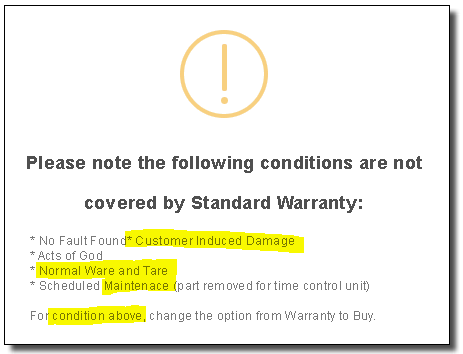 Please note the following conditions are not
covered by Standard Warranty:
* No Fault Found* Customer Induced Damage
* Acts of God
* Normal Ware and Tare
* Scheduled Maintenace (part removed for time control unit)
For condition above, change the option from Warranty to Buy.